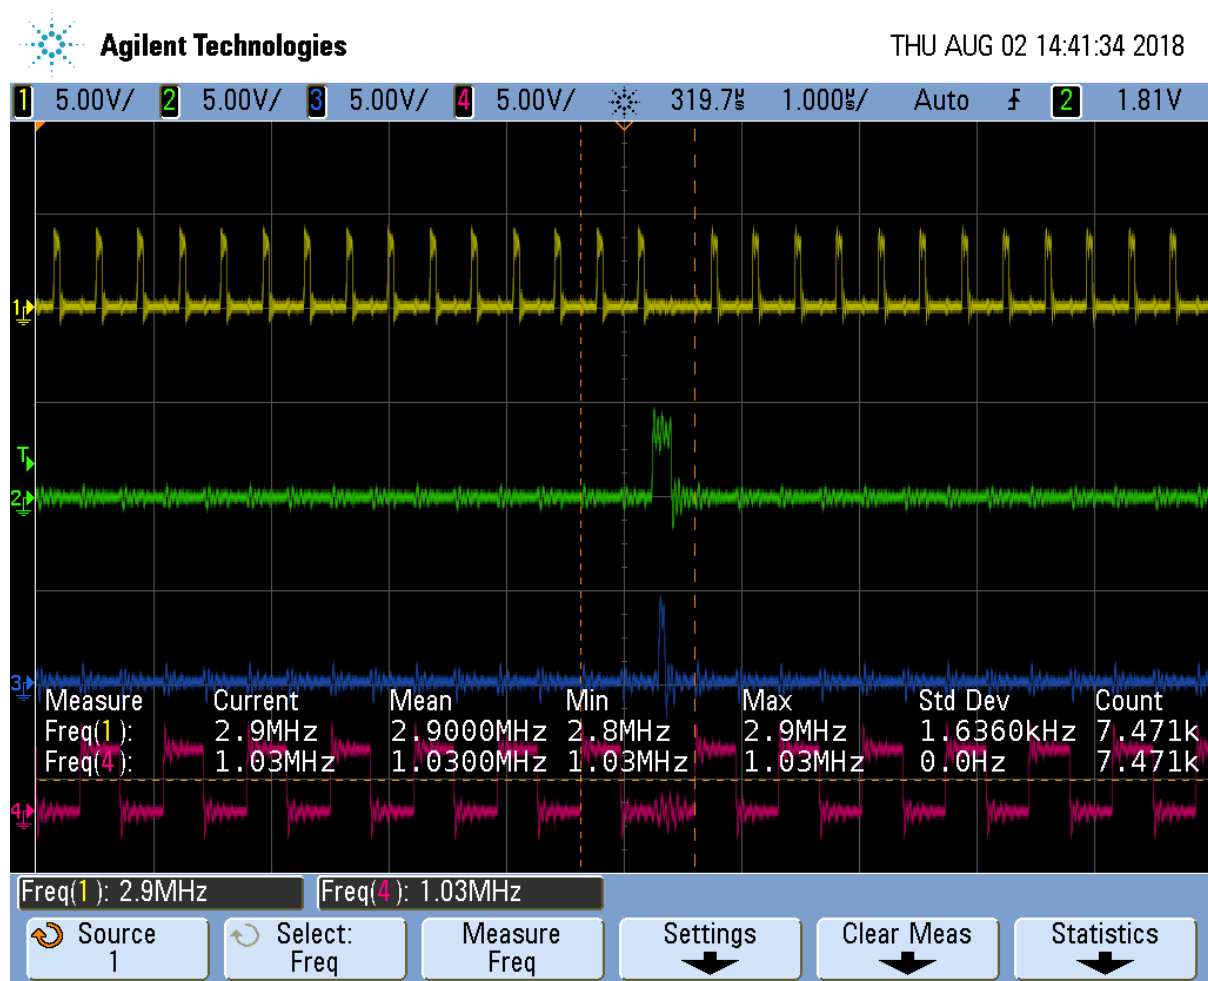 Agilent Technologies THU AUG 02 14:41:34 2018
1 5.00V/ 2 5.00V/ 3 5.00V/ 4 5.00V/ 319.7µs 1.000µs/ Auto 2 1.81V
1
T
2
3
Measure Current Mean Min Max Std Dev Count
Freq(1): 2.9MHz 2.9000MHz 2.8MHz 2.9MHz 1.6360kHz 7.471k
Freq(4): 1.03MHz 1.0300MHz 1.03MHz 1.03MHz 0.0Hz 7.471k
4
Freq(1): 2.9MHz Freq(4): 1.03MHz
Source Select: Measure Settings Clear Meas Statistics
1 Freq Freq